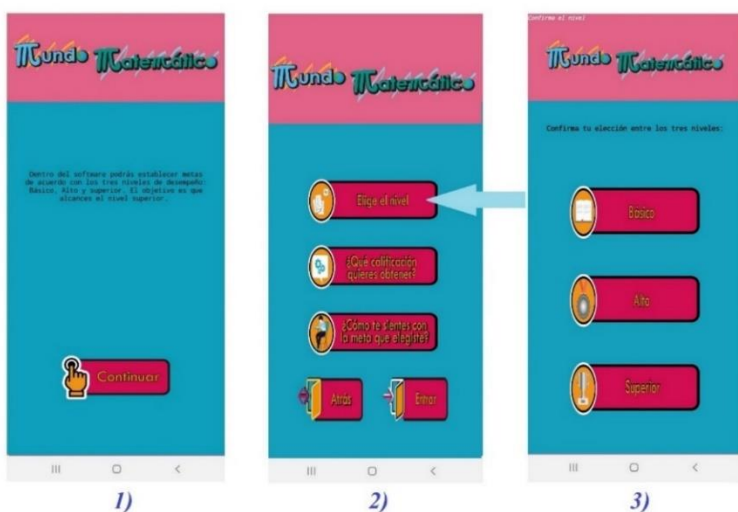 Mundo Matemático
Dentro del software podrás establecer metas
de acuerdo con los tres niveles de desempeño:
Básico, Alto y superior. El objetivo es que
alcances el nivel superior.
Continuar
1)
Mundo Matemático
Elige el nivel
¿Qué calificación
quieres obtener?
¿Cómo te sientes con
la meta que elegiste?
Atrás
Entrar
2)
Confirma el nivel
Mundo Matemático
Confirma tu elección entre los tres niveles:
Básico
Alto
Superior
3)